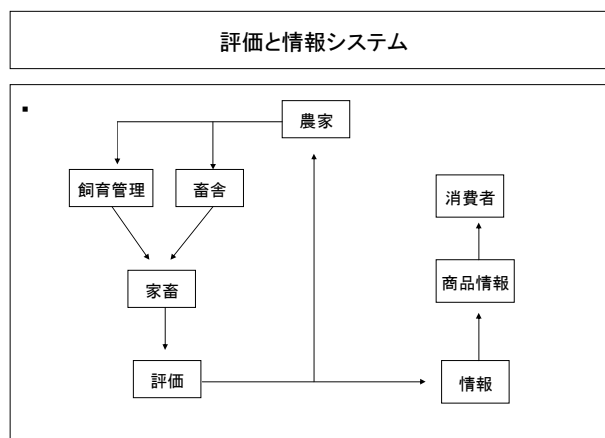 評価と情報システム
農家
飼育管理
畜舎
消費者
家畜
商品情報
評価
情報